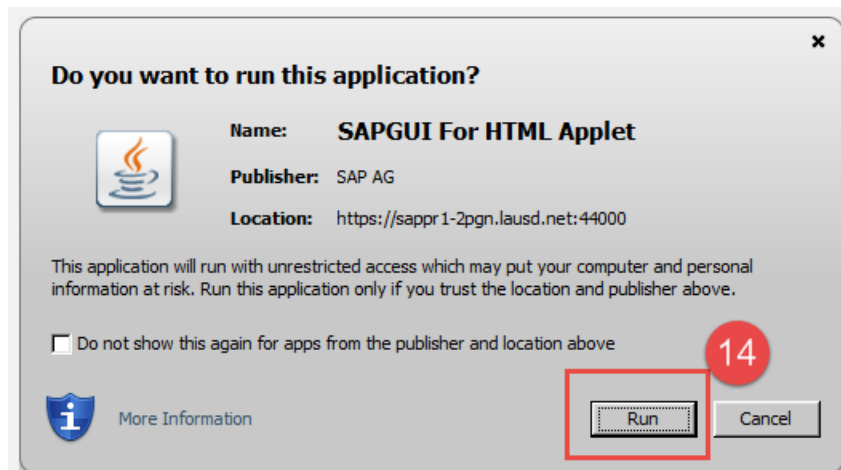 Do you want to run this application?
Name: SAPGUI For HTML Applet
Publisher: SAP AG
Location: https://sappr1-2pgn.lausd.net:44000
This application will run with unrestricted access which may put your computer and personal
information at risk. Run this application only if you trust the location and publisher above.
Do not show this again for apps from the publisher and location above
14
More Information Run Cancel